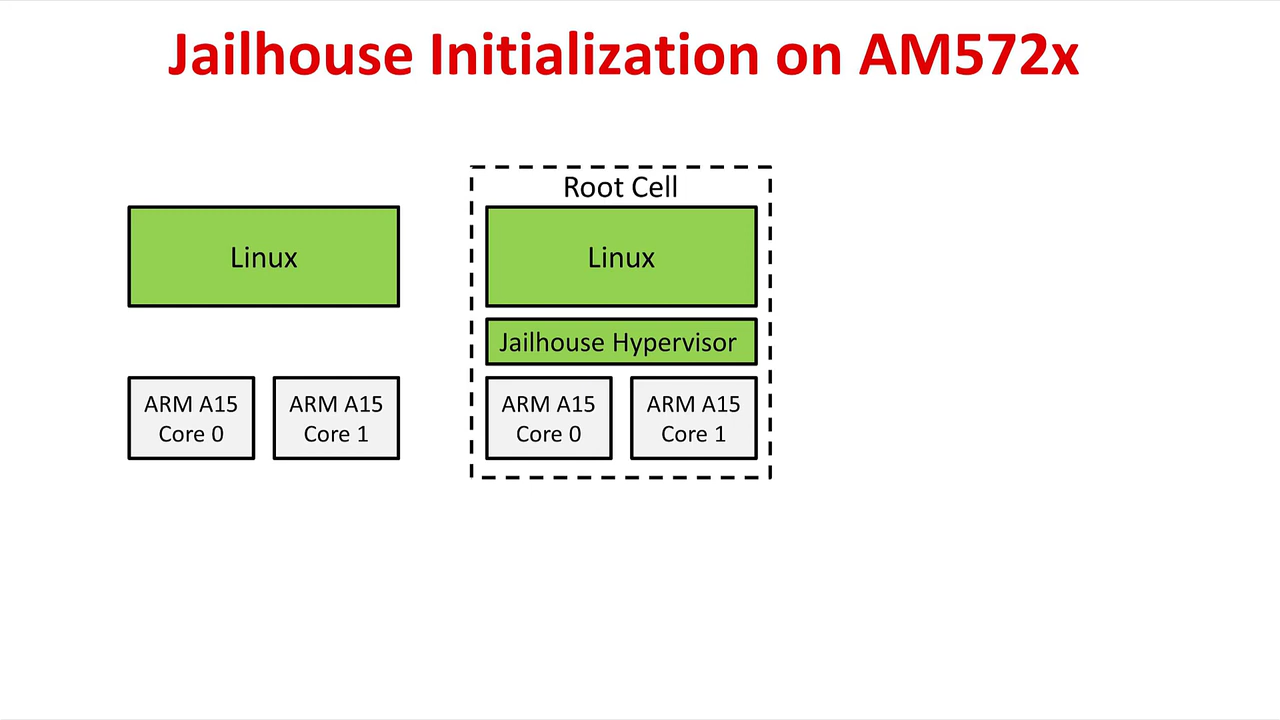 Jailhouse Initialization on AM572x
Linux
ARM A15
Core 0
ARM A15
Core 1
Root Cell
Linux
Jailhouse Hypervisor
ARM A15
Core 0
ARM A15
Core 1